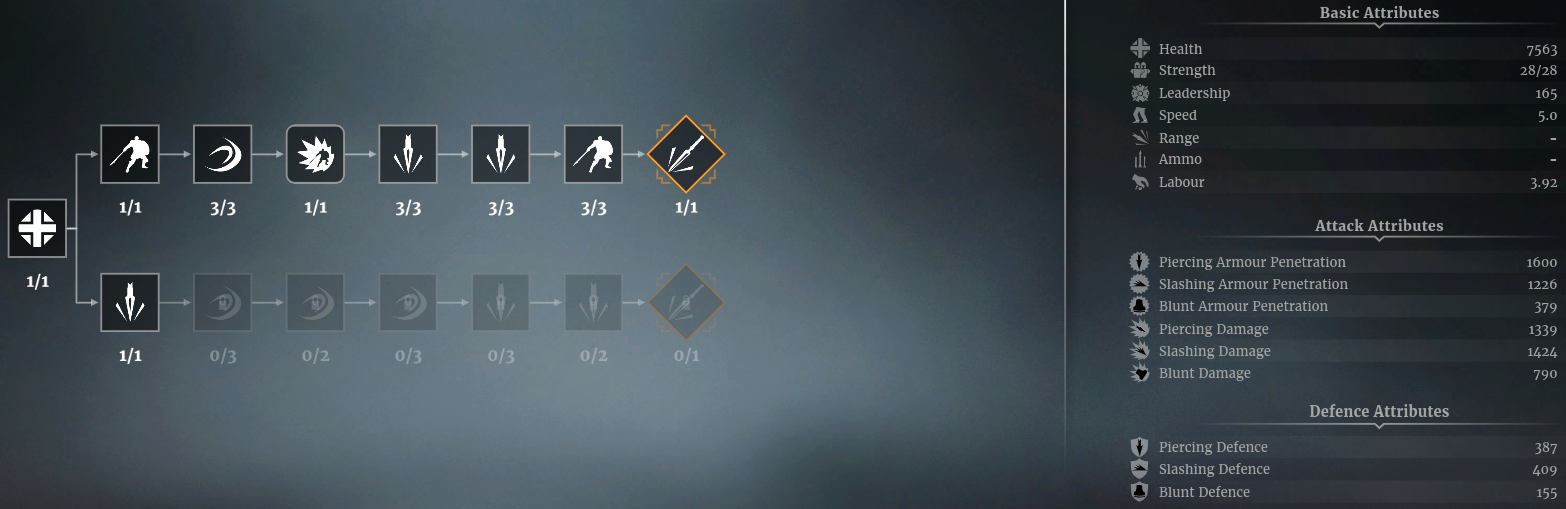 1/1 3/3 1/1 3/3 3/3 3/3 1/1
1/1
1/1 0/3 0/2 0/3 0/3 0/2 0/1
Basic Attributes
Health 7563
Strength 28/28
Leadership 165
Speed 5.0
Range -
Ammo -
Labour 3.92
Attack Attributes
Piercing Armour Penetration 1600
Slashing Armour Penetration 1226
Blunt Armour Penetration 379
Piercing Damage 1339
Slashing Damage 1424
Blunt Damage 790
Defence Attributes
Piercing Defence 387
Slashing Defence 409
Blunt Defence 155